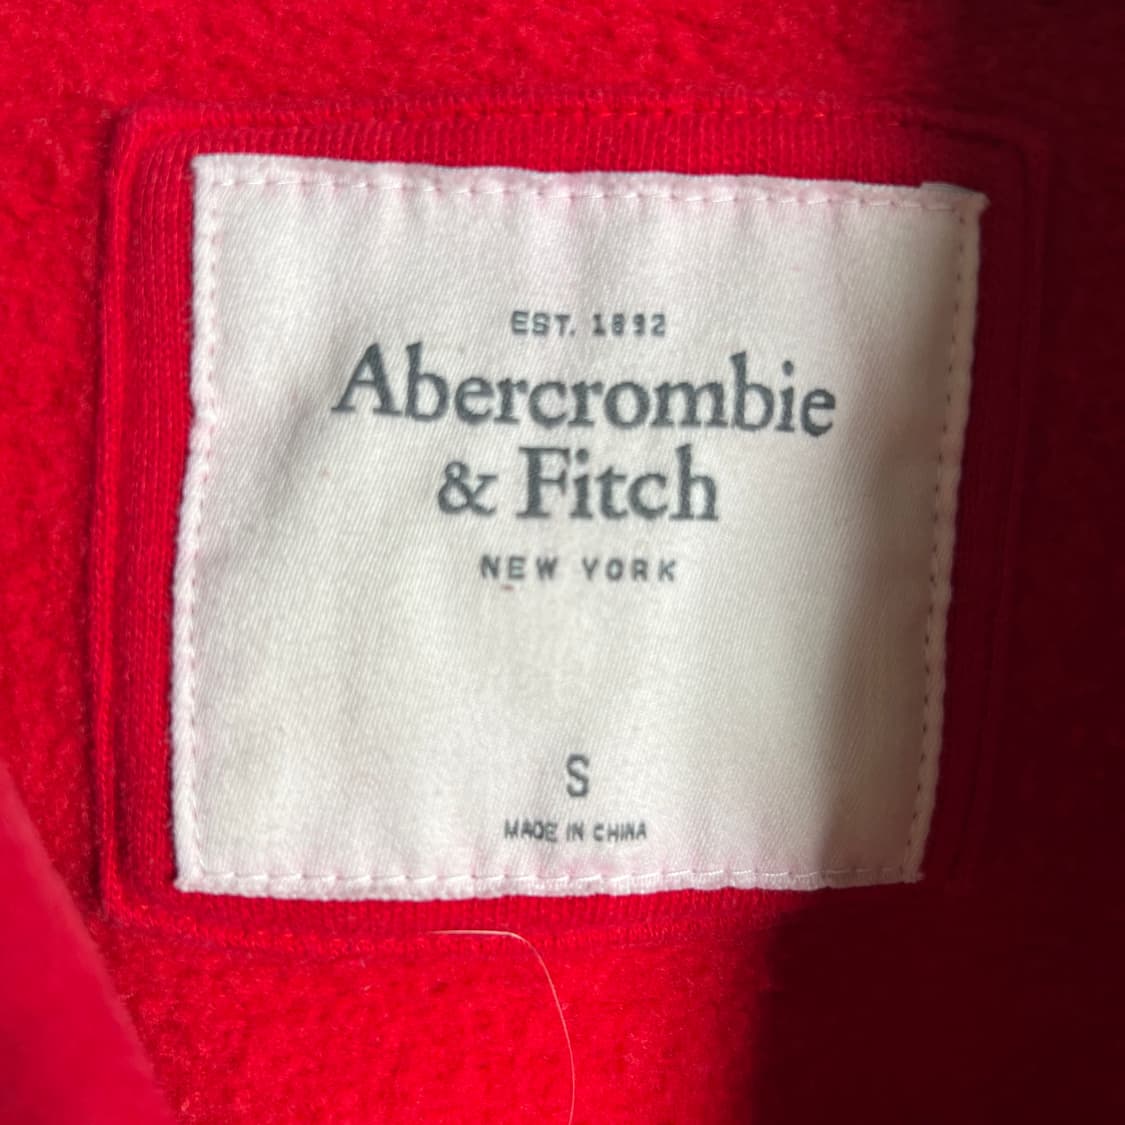 EST. 1892
Abercrombie
& Fitch
NEW YORK
S
MADE IN CHINA